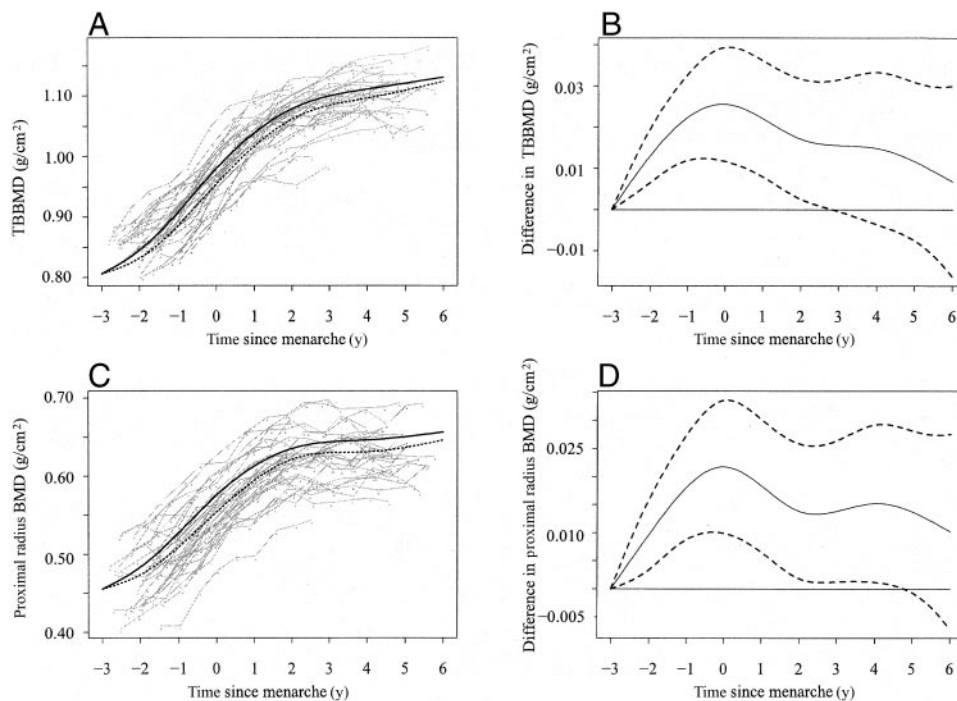 A
TBBMD (g/cm²)
1.10
1.00
0.90
0.80
−3 −2 −1 0 1 2 3 4 5 6
Time since menarche (y)
B
Difference in TBBMD (g/cm²)
0.03
0.01
−0.01
−3 −2 −1 0 1 2 3 4 5 6
Time since menarche (y)
C
Proximal radius BMD (g/cm²)
0.70
0.60
0.50
0.40
−3 −2 −1 0 1 2 3 4 5 6
Time since menarche (y)
D
Difference in proximal radius BMD (g/cm²)
0.025
0.010
−0.005
−3 −2 −1 0 1 2 3 4 5 6
Time since menarche (y)